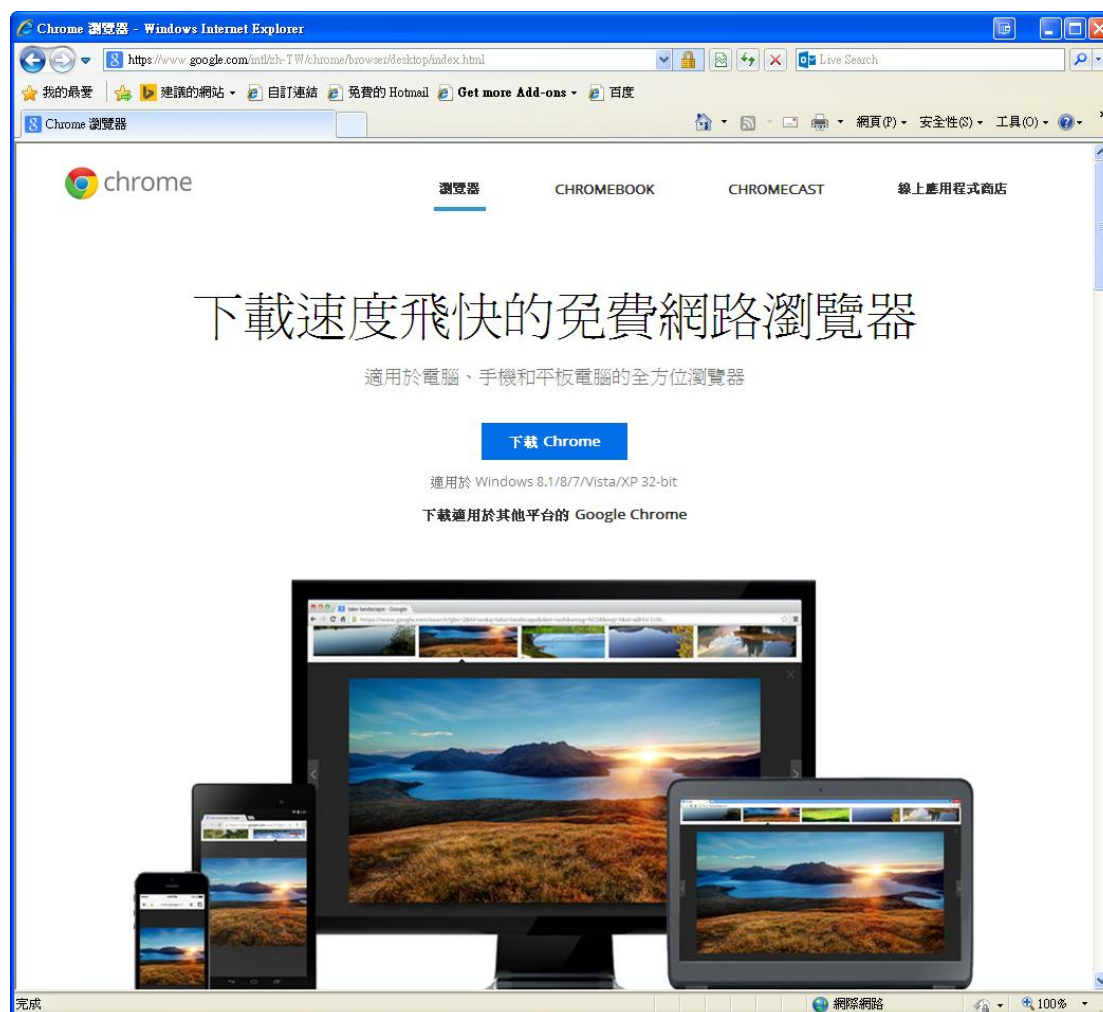 Chrome 瀏覽器 - Windows Internet Explorer
https://www.google.com/intl/zh-TW/chrome/browser/desktop/index.html
Live Search
我的最愛 建議的網站 自訂連結 免費的 Hotmail Get more Add-ons 百度
Chrome 瀏覽器 網頁(P) 安全性(S) 工具(O)
chrome 瀏覽器 CHROMEBOOK CHROMECAST 線上應用程式商店
下載速度飛快的免費網路瀏覽器
適用於電腦、手機和平板電腦的全方位瀏覽器
下載 Chrome
適用於 Windows 8.1/8/7/Vista/XP 32-bit
下載適用於其他平台的 Google Chrome
lake landscape - Google
完成 網際網路 100%